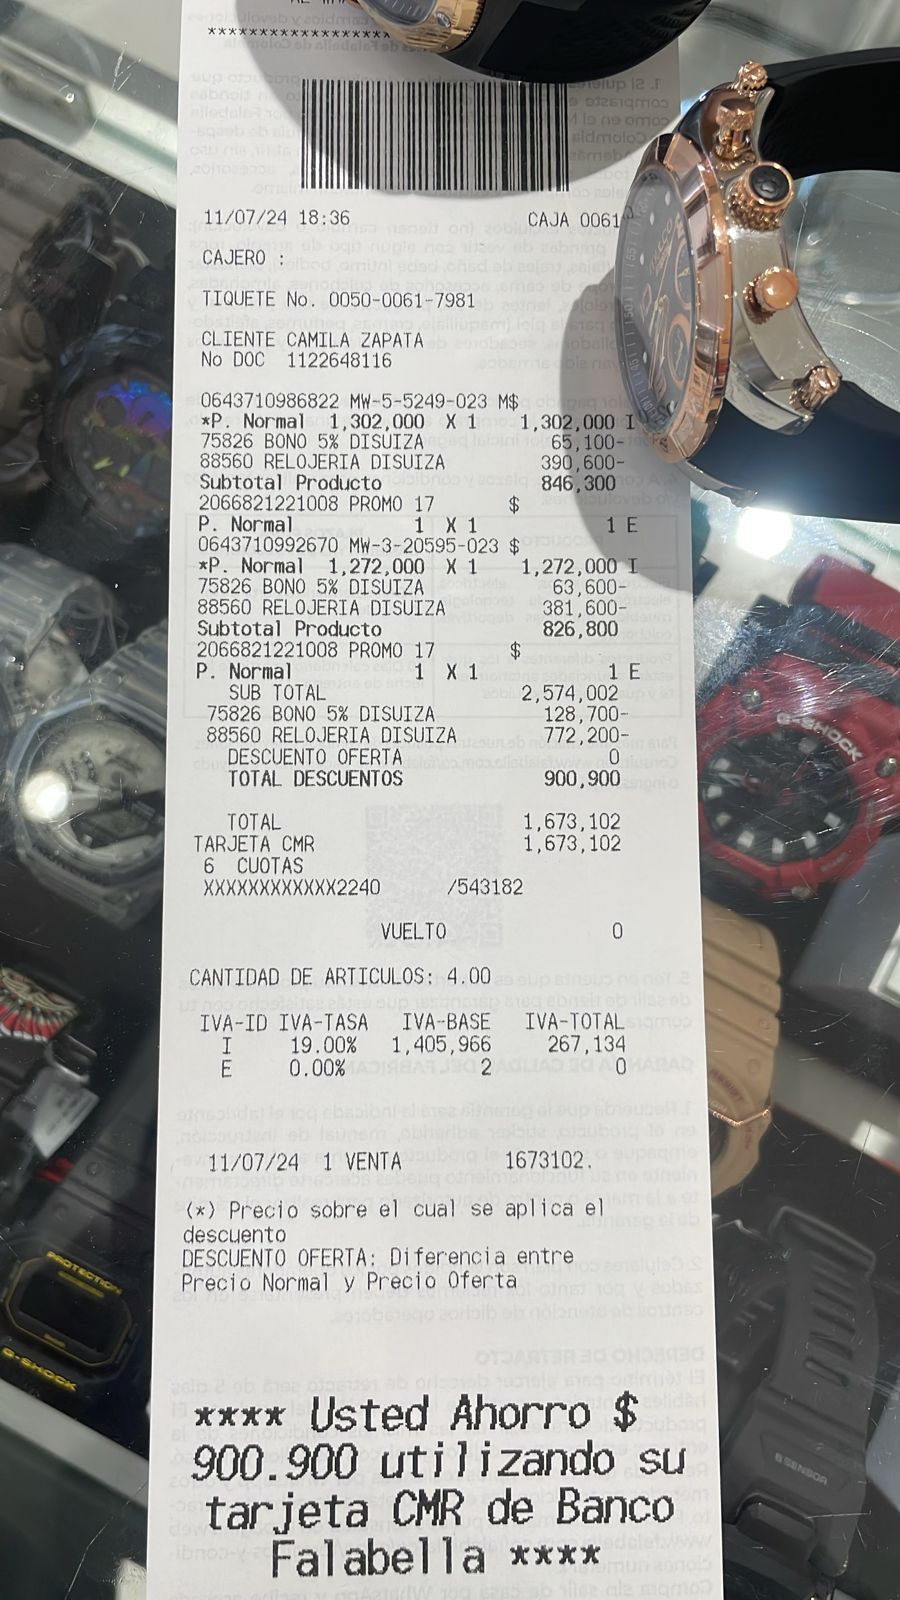 11/07/24 18:36 CAJA 0061
CAJERO :
TIQUETE No. 0050-0061-7981
CLIENTE CAMILA ZAPATA
No DOC 1122648116
0643710986822 MW-5-5249-023 M$
*P. Normal 1,302,000 X 1 1,302,000 I
75826 BONO 5% DISUIZA 65,100-
88560 RELOJERIA DISUIZA 390,600-
Subtotal Producto 846,300
2066821221008 PROMO 17 $
P. Normal 1 X 1 1 E
0643710992670 MW-3-20595-023 $
*P. Normal 1,272,000 X 1 1,272,000 I
75826 BONO 5% DISUIZA 63,600-
88560 RELOJERIA DISUIZA 381,600-
Subtotal Producto 826,800
2066821221008 PROMO 17 $
P. Normal 1 X 1 1 E
SUB TOTAL 2,574,002
75826 BONO 5% DISUIZA 128,700-
88560 RELOJERIA DISUIZA 772,200-
DESCUENTO OFERTA 0
TOTAL DESCUENTOS 900,900
TOTAL 1,673,102
TARJETA CMR 1,673,102
6 CUOTAS
XXXXXXXXXXXX2240 /543182
VUELTO 0
CANTIDAD DE ARTICULOS: 4.00
IVA-ID IVA-TASA IVA-BASE IVA-TOTAL
I 19.00% 1,405,966 267,134
E 0.00% 2 0
11/07/24 1 VENTA 1673102.
(*) Precio sobre el cual se aplica el
descuento
DESCUENTO OFERTA: Diferencia entre
Precio Normal y Precio Oferta
**** Usted Ahorro $
900.900 utilizando su
tarjeta CMR de Banco
Falabella ****
G-SHOCK
PROTECTION
G-SHOCK
SENSOR